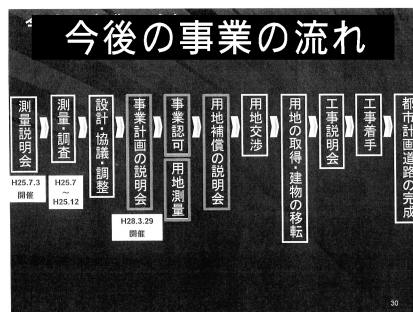 今後の事業の流れ
測量説明会
H25.7.3
開催
測量・調査
H25.7
～
H25.12
設計・協議・調整
事業計画の説明会
H28.3.29
開催
事業認可
用地測量
用地補償の説明会
用地交渉
用地の取得・建物の移転
工事説明会
工事着手
都市計画道路の完成
30